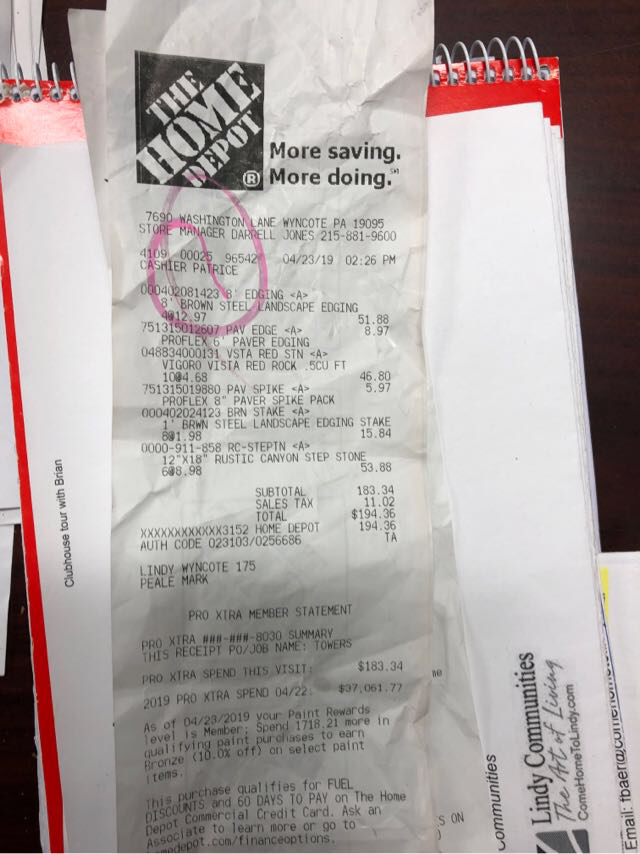 THE
HOME
DEPOT
®
More saving.
More doing.℠
7690 WASHINGTON LANE WYNCOTE PA 19095
STORE MANAGER DARRELL JONES 215-881-9600
4109 00025 96542 04/23/19 02:26 PM
CASHIER PATRICE
000402081423 8' EDGING <A>
8' BROWN STEEL LANDSCAPE EDGING
4@12.97 51.88
751315012607 PAV EDGE <A> 8.97
PROFLEX 6' PAVER EDGING
048834000131 VSTA RED STN <A>
VIGORO VISTA RED ROCK .5CU FT
10@4.68 46.80
751315019880 PAV SPIKE <A> 5.97
PROFLEX 8" PAVER SPIKE PACK
000402024123 BRN STAKE <A>
1' BRWN STEEL LANDSCAPE EDGING STAKE
8@1.98 15.84
0000-911-858 RC-STEPTN <A>
12"X18" RUSTIC CANYON STEP STONE
6@8.98 53.88
SUBTOTAL 183.34
SALES TAX 11.02
TOTAL $194.36
XXXXXXXXXXXX3152 HOME DEPOT 194.36
AUTH CODE 023103/0256686 TA
LINDY WYNCOTE 175
PEALE MARK
PRO XTRA MEMBER STATEMENT
PRO XTRA ###-###-8030 SUMMARY
THIS RECEIPT PO/JOB NAME: TOWERS
PRO XTRA SPEND THIS VISIT: $183.34
2019 PRO XTRA SPEND 04/22: $37,061.77
As of 04/23/2019 your Paint Rewards
level is Member; Spend 1718.21 more in
qualifying paint purchases to earn
Bronze (10.0% off) on select paint
items.
This purchase qualifies for FUEL
DISCOUNTS and 60 DAYS TO PAY on The Home
Depot Commercial Credit Card. Ask an
Associate to learn more or go to
homedepot.com/financeoptions.
Clubhouse tour with Brian
S ON
ommunities
Lindy Communities
The Art of Living
ComeHomeToLindy.com
Email: fbaer@comehome